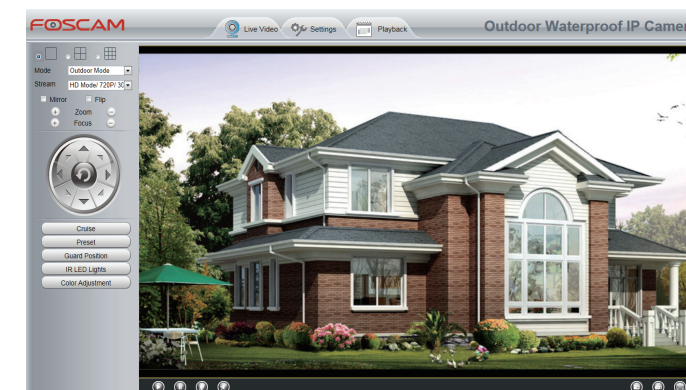 FOSCAM
Live Video
Settings
Playback
Outdoor Waterproof IP Camer
Mode
Outdoor Mode
Stream
HD Mode/ 720P/ 30
Mirror
Flip
Zoom
Focus
Cruise
Preset
Guard Position
IR LED Lights
Color Adjustment